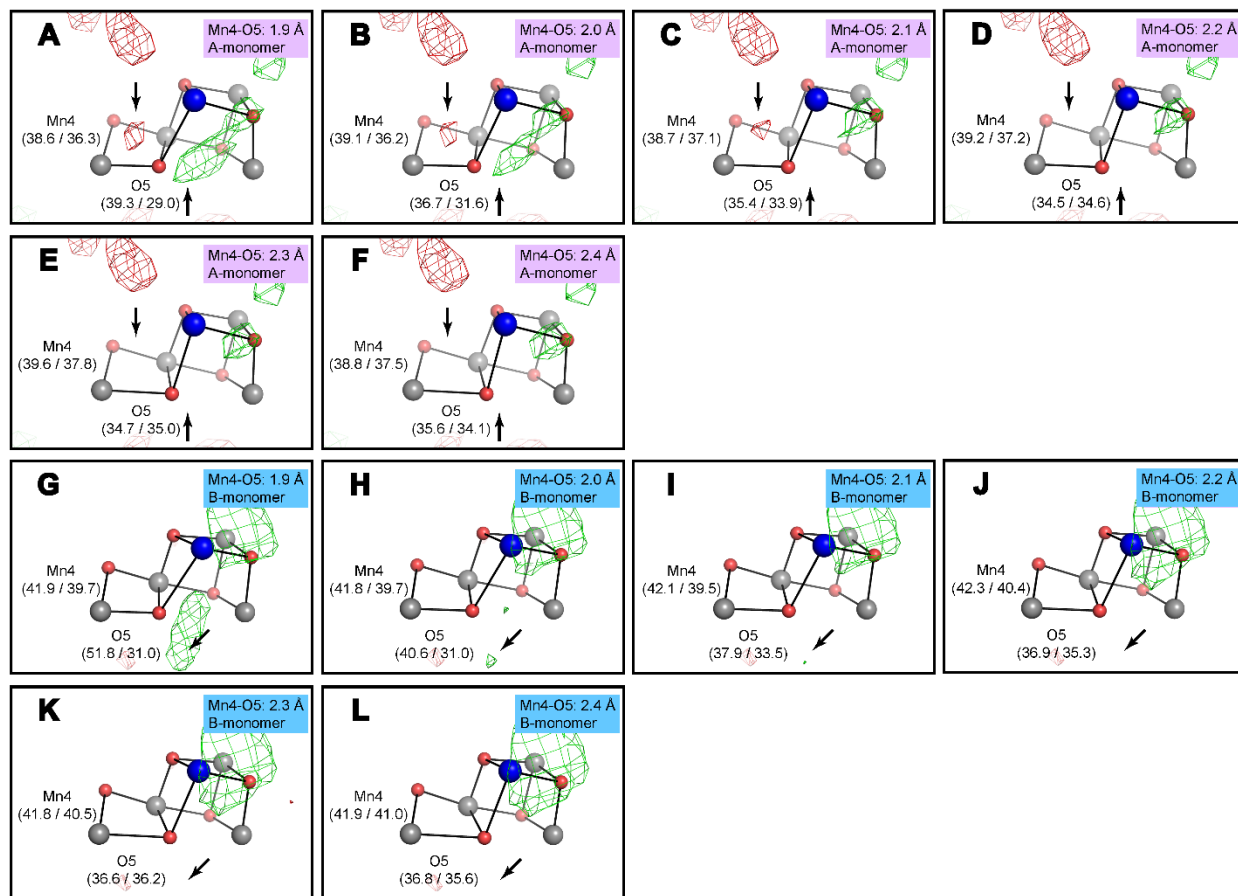 A
Mn4-O5: 1.9 Å
A-monomer
Mn4
(38.6 / 36.3)
O5
(39.3 / 29.0)
B
Mn4-O5: 2.0 Å
A-monomer
Mn4
(39.1 / 36.2)
O5
(36.7 / 31.6)
C
Mn4-O5: 2.1 Å
A-monomer
Mn4
(38.7 / 37.1)
O5
(35.4 / 33.9)
D
Mn4-O5: 2.2 Å
A-monomer
Mn4
(39.2 / 37.2)
O5
(34.5 / 34.6)
E
Mn4-O5: 2.3 Å
A-monomer
Mn4
(39.6 / 37.8)
O5
(34.7 / 35.0)
F
Mn4-O5: 2.4 Å
A-monomer
Mn4
(38.8 / 37.5)
O5
(35.6 / 34.1)
G
Mn4-O5: 1.9 Å
B-monomer
Mn4
(41.9 / 39.7)
O5
(51.8 / 31.0)
H
Mn4-O5: 2.0 Å
B-monomer
Mn4
(41.8 / 39.7)
O5
(40.6 / 31.0)
I
Mn4-O5: 2.1 Å
B-monomer
Mn4
(42.1 / 39.5)
O5
(37.9 / 33.5)
J
Mn4-O5: 2.2 Å
B-monomer
Mn4
(42.3 / 40.4)
O5
(36.9 / 35.3)
K
Mn4-O5: 2.3 Å
B-monomer
Mn4
(41.8 / 40.5)
O5
(36.6 / 36.2)
L
Mn4-O5: 2.4 Å
B-monomer
Mn4
(41.9 / 41.0)
O5
(36.8 / 35.6)